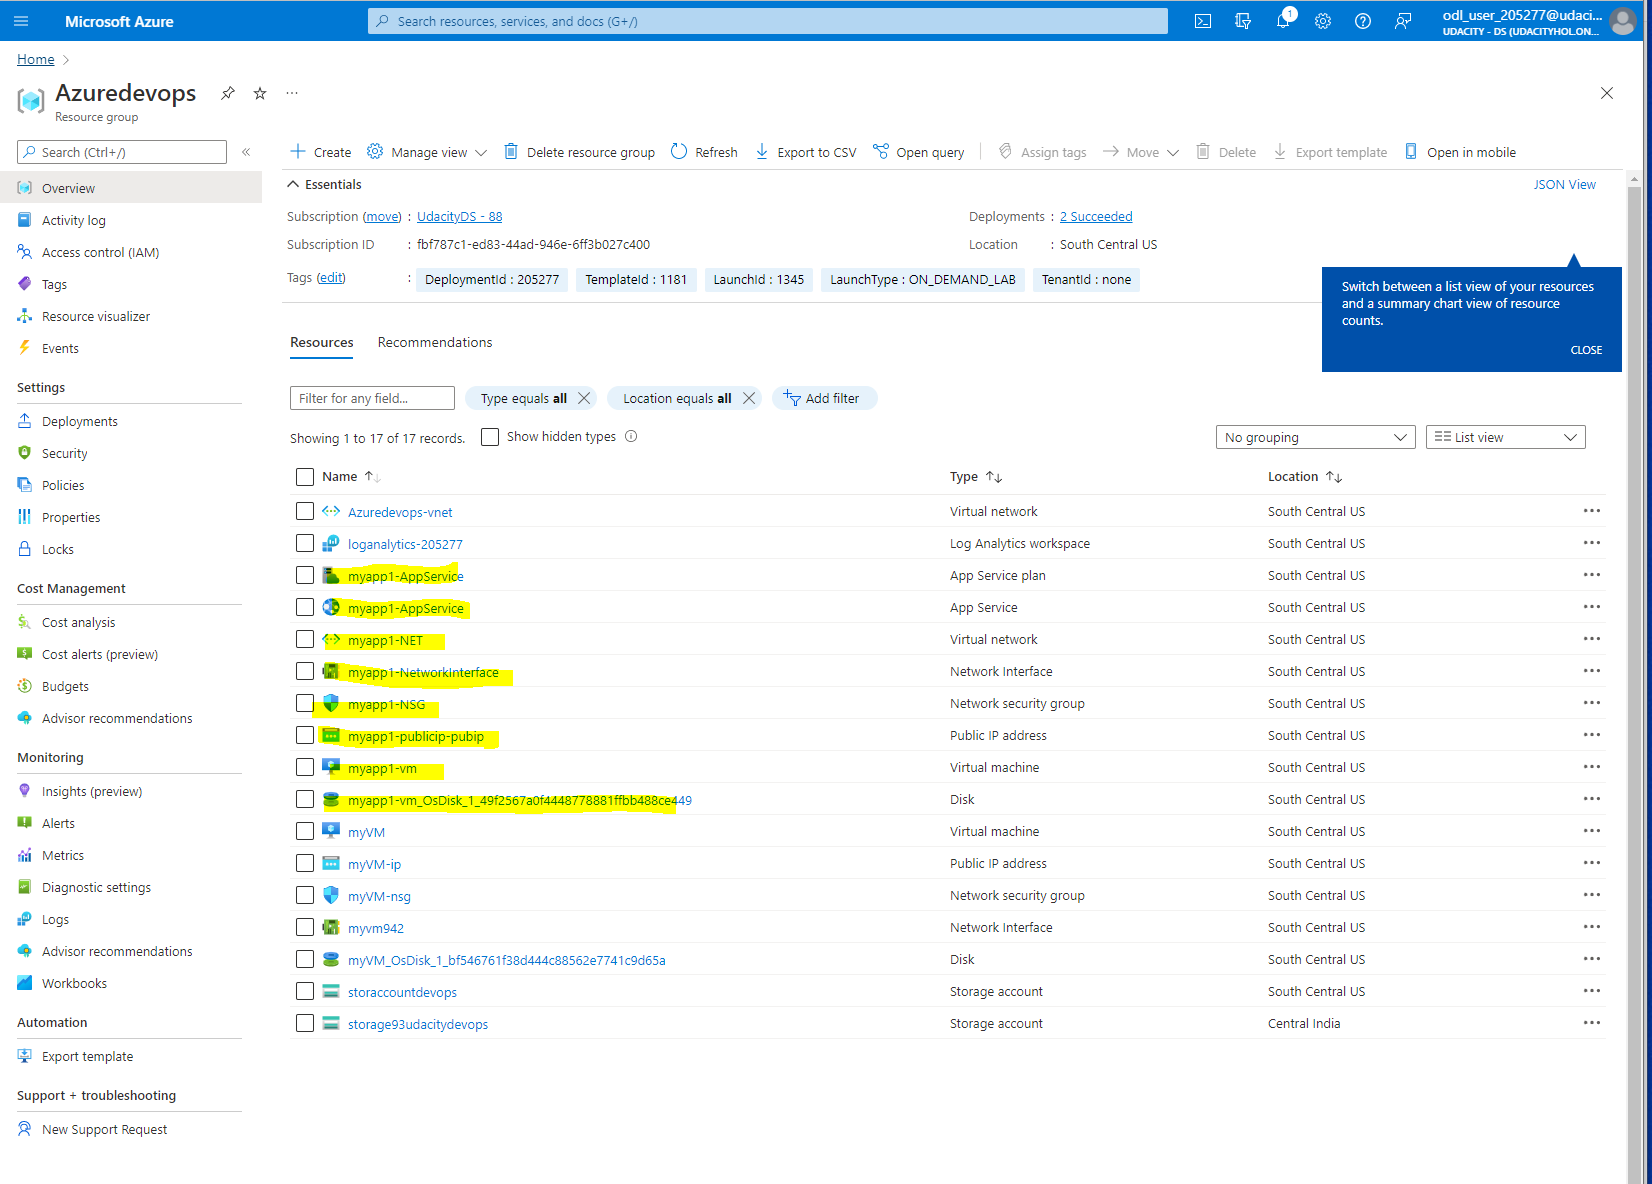 Microsoft Azure
Search resources, services, and docs (G+/)
1
odl_user_205277@udaci...
UDACITY - DS (UDACITYHOL.ON...
Home
Azuredevops
Resource group
Search (Ctrl+/)
Create
Manage view
Delete resource group
Refresh
Export to CSV
Open query
Assign tags
Move
Delete
Export template
Open in mobile
Overview
Activity log
Access control (IAM)
Tags
Resource visualizer
Events
Settings
Deployments
Security
Policies
Properties
Locks
Cost Management
Cost analysis
Cost alerts (preview)
Budgets
Advisor recommendations
Monitoring
Insights (preview)
Alerts
Metrics
Diagnostic settings
Logs
Advisor recommendations
Workbooks
Automation
Export template
Support + troubleshooting
New Support Request
Essentials
JSON View
Subscription (move) : UdacityDS - 88
Deployments : 2 Succeeded
Subscription ID : fbf787c1-ed83-44ad-946e-6ff3b027c400
Location : South Central US
Tags (edit) : DeploymentId : 205277 TemplateId : 1181 LaunchId : 1345 LaunchType : ON_DEMAND_LAB TenantId : none
Switch between a list view of your resources
and a summary chart view of resource
counts.
CLOSE
Resources Recommendations
Filter for any field... Type equals all Location equals all Add filter
Showing 1 to 17 of 17 records. Show hidden types
No grouping List view
Name Type Location
Azuredevops-vnet Virtual network South Central US
loganalytics-205277 Log Analytics workspace South Central US
myapp1-AppService App Service plan South Central US
myapp1-AppService App Service South Central US
myapp1-NET Virtual network South Central US
myapp1-NetworkInterface Network Interface South Central US
myapp1-NSG Network security group South Central US
myapp1-publicip-pubip Public IP address South Central US
myapp1-vm Virtual machine South Central US
myapp1-vm_OsDisk_1_49f2567a0f4448778881ffbb488ce449 Disk South Central US
myVM Virtual machine South Central US
myVM-ip Public IP address South Central US
myVM-nsg Network security group South Central US
myvm942 Network Interface South Central US
myVM_OsDisk_1_bf546761f38d444c88562e7741c9d65a Disk South Central US
storaccountdevops Storage account South Central US
storage93udacitydevops Storage account Central India